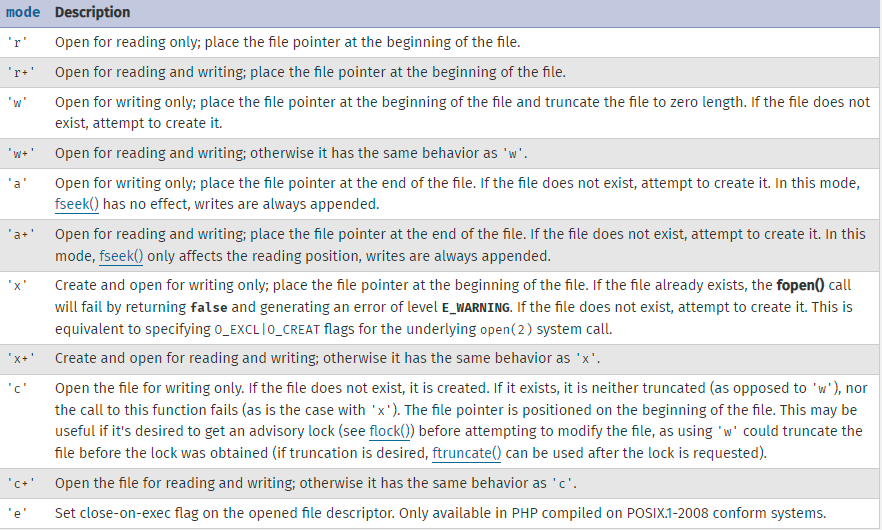 mode Description
'r' Open for reading only; place the file pointer at the beginning of the file.
'r+' Open for reading and writing; place the file pointer at the beginning of the file.
'w' Open for writing only; place the file pointer at the beginning of the file and truncate the file to zero length. If the file does not
exist, attempt to create it.
'w+' Open for reading and writing; otherwise it has the same behavior as 'w'.
'a' Open for writing only; place the file pointer at the end of the file. If the file does not exist, attempt to create it. In this mode,
fseek() has no effect, writes are always appended.
'a+' Open for reading and writing; place the file pointer at the end of the file. If the file does not exist, attempt to create it. In this
mode, fseek() only affects the reading position, writes are always appended.
'x' Create and open for writing only; place the file pointer at the beginning of the file. If the file already exists, the fopen() call
will fail by returning false and generating an error of level E_WARNING. If the file does not exist, attempt to create it. This is
equivalent to specifying O_EXCL|O_CREAT flags for the underlying open(2) system call.
'x+' Create and open for reading and writing; otherwise it has the same behavior as 'x'.
'c' Open the file for writing only. If the file does not exist, it is created. If it exists, it is neither truncated (as opposed to 'w'), nor
the call to this function fails (as is the case with 'x'). The file pointer is positioned on the beginning of the file. This may be
useful if it's desired to get an advisory lock (see flock()) before attempting to modify the file, as using 'w' could truncate the
file before the lock was obtained (if truncation is desired, ftruncate() can be used after the lock is requested).
'c+' Open the file for reading and writing; otherwise it has the same behavior as 'c'.
'e' Set close-on-exec flag on the opened file descriptor. Only available in PHP compiled on POSIX.1-2008 conform systems.